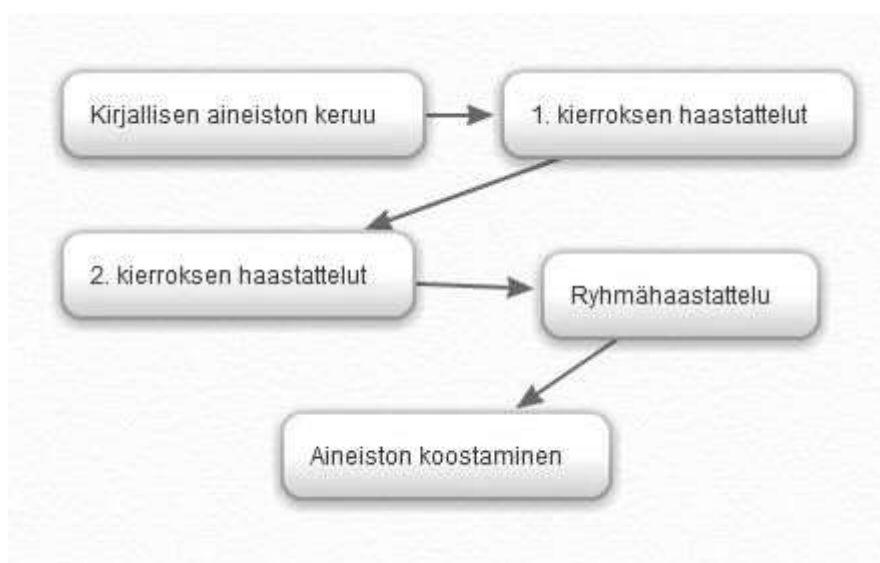 Kirjallisen aineiston keruu
1. kierroksen haastattelut
2. kierroksen haastattelut
Ryhmähaastattelu
Aineiston koostaminen